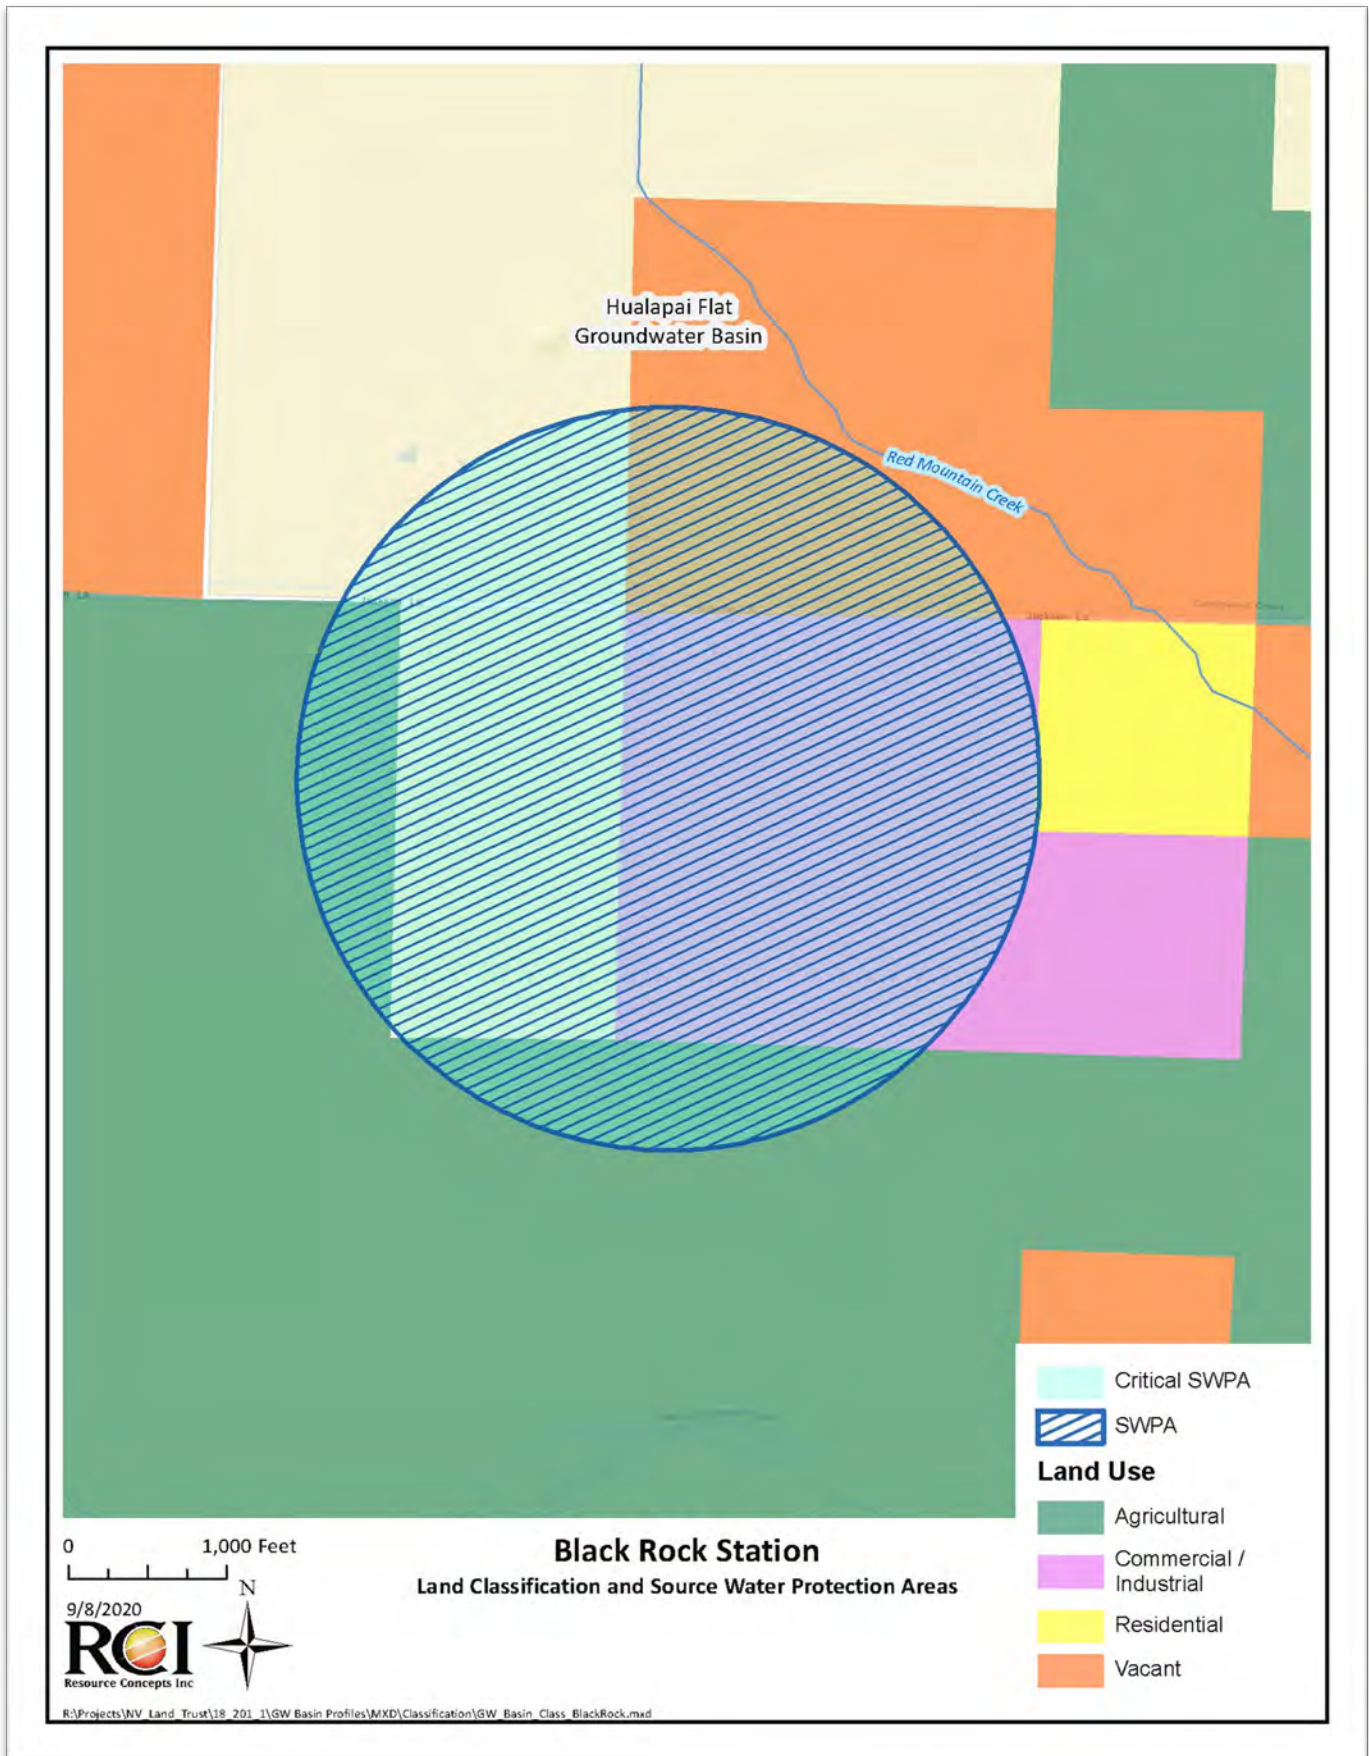 Hualapai Flat
Groundwater Basin
Red Mountain Creek
Jackson Ln
Critical SWPA
SWPA
Land Use
Agricultural
Commercial /
Industrial
Residential
Vacant
0 1,000 Feet
N
9/8/2020
RCI
Resource Concepts Inc
Black Rock Station
Land Classification and Source Water Protection Areas
R:\Projects\NV_Land_Trust\18_201_1\GW Basin Profiles\MXD\Classification\GW_Basin_Class_BlackRock.mxd